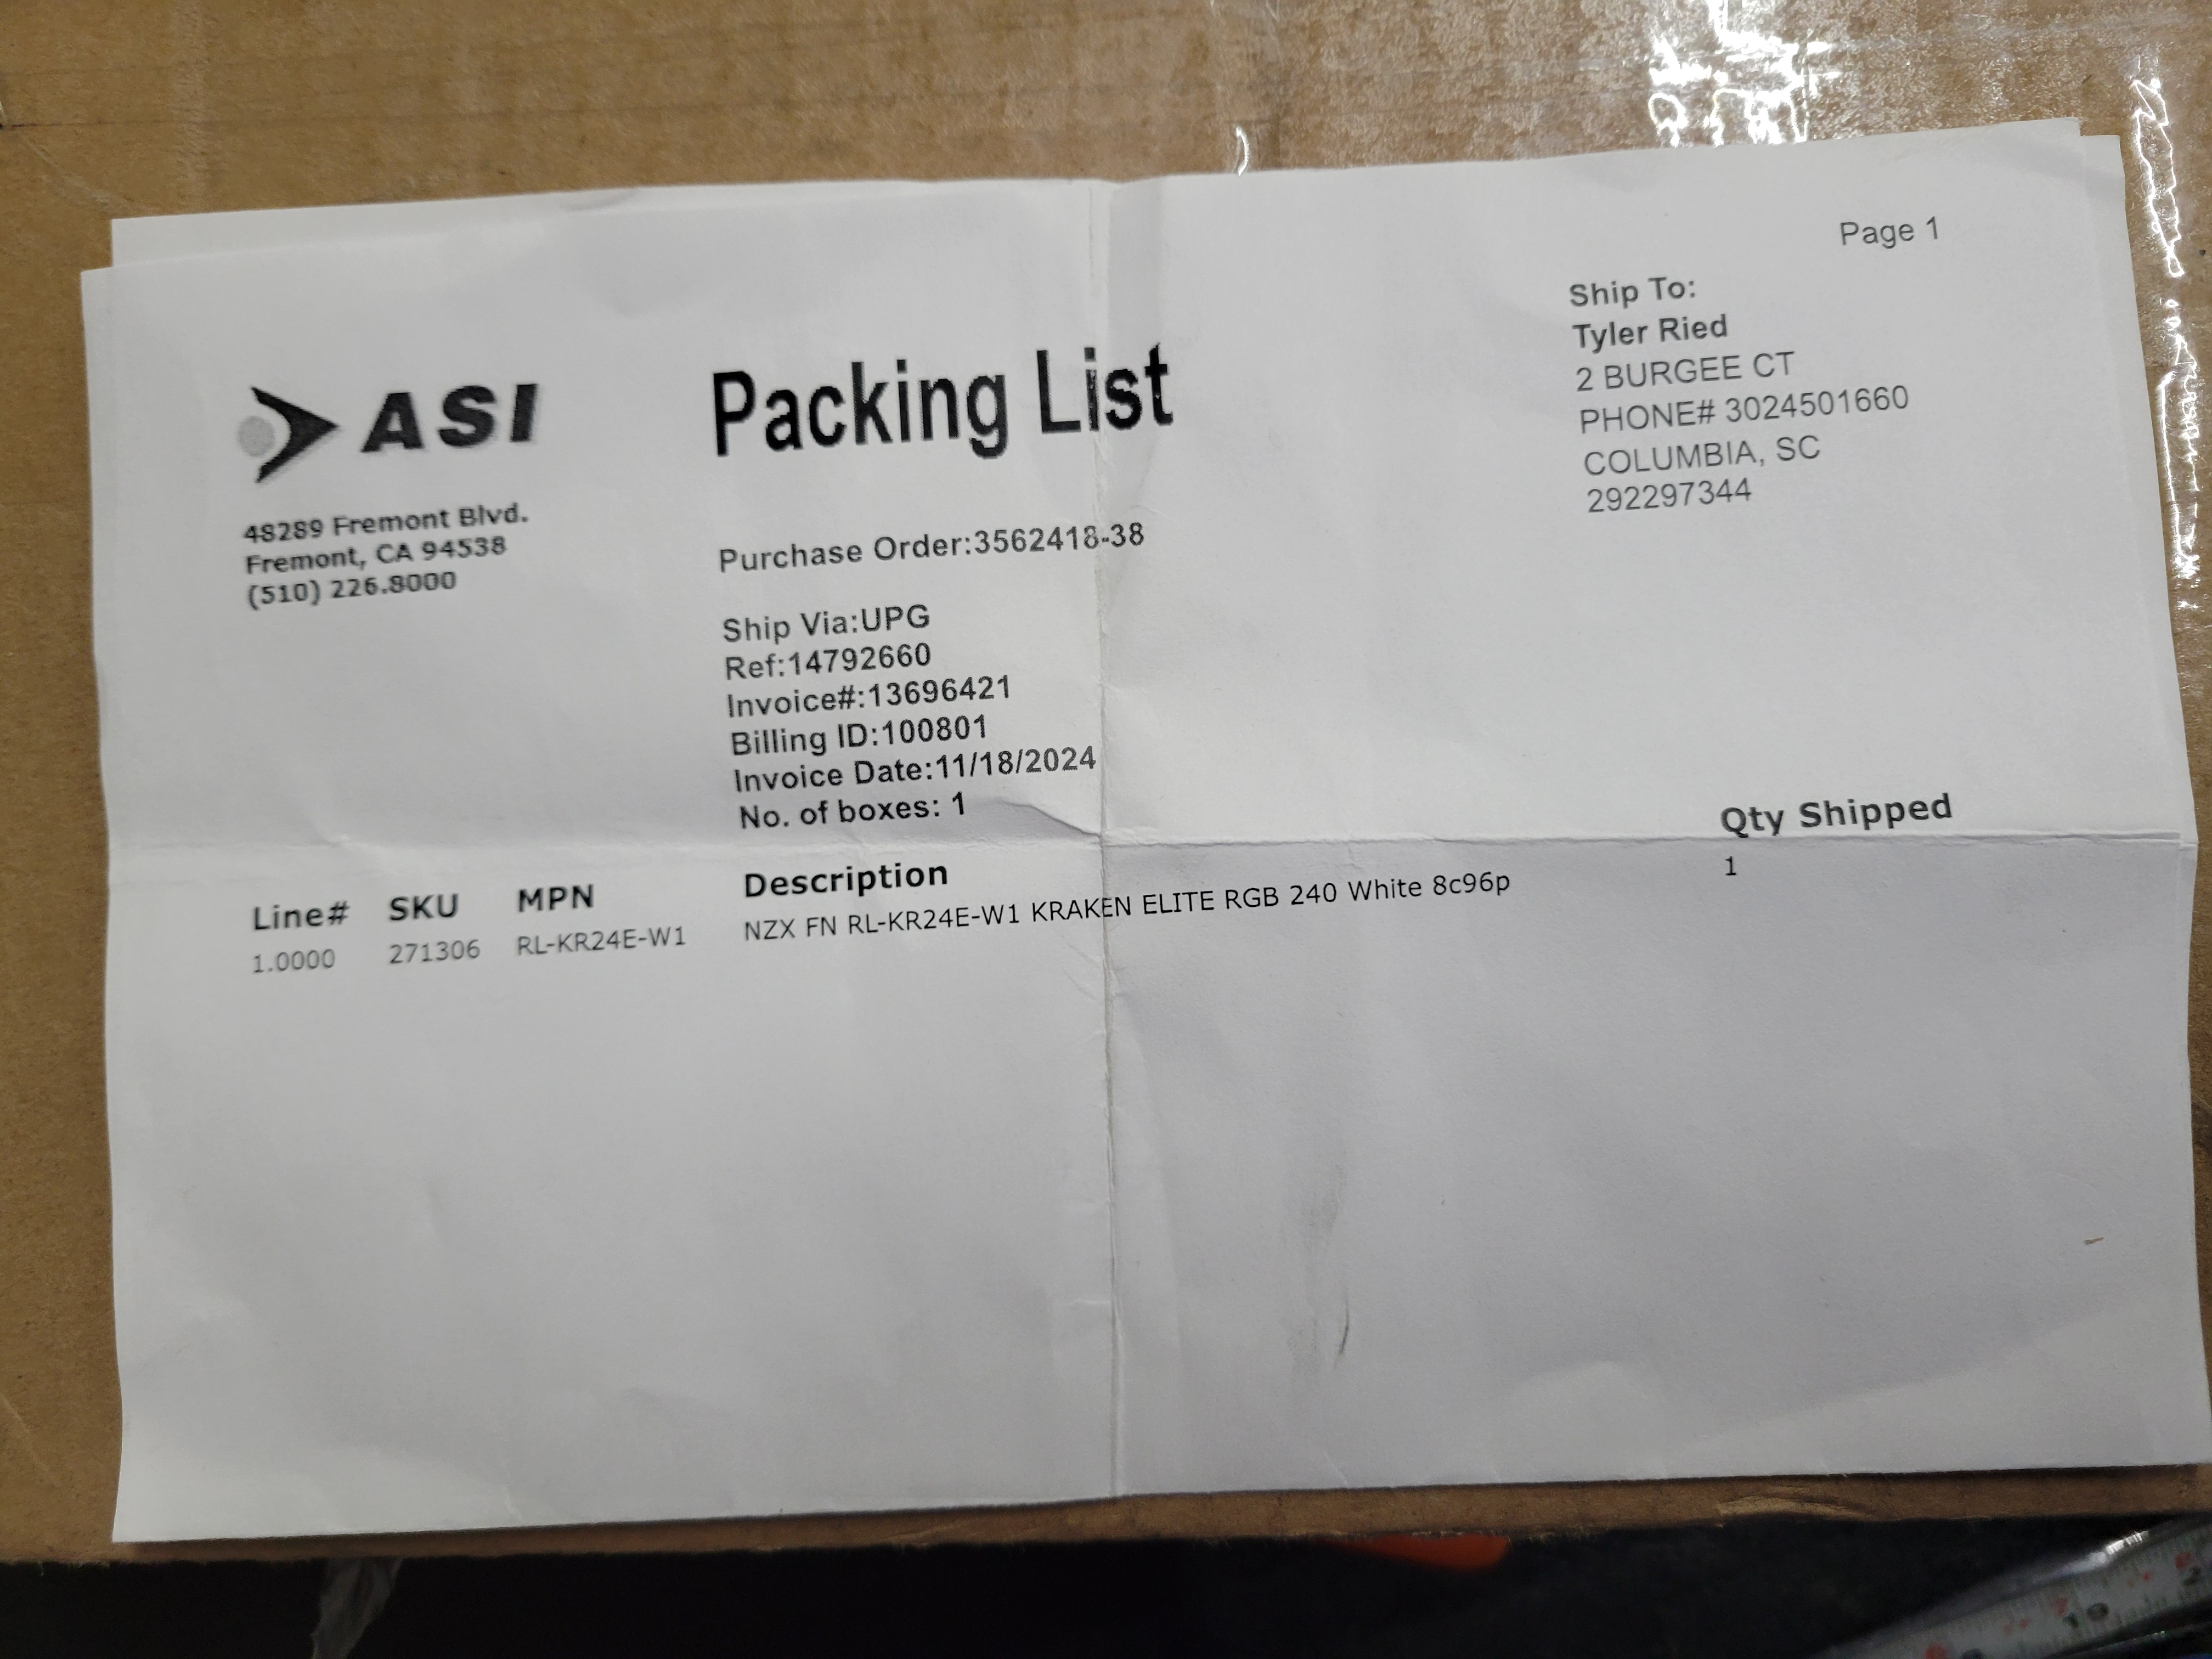 Page 1
ASI
48289 Fremont Blvd.
Fremont, CA 94538
(510) 226.8000
Packing List
Purchase Order:3562418-38
Ship Via:UPG
Ref:14792660
Invoice#:13696421
Billing ID:100801
Invoice Date:11/18/2024
No. of boxes: 1
Ship To:
Tyler Ried
2 BURGEE CT
PHONE# 3024501660
COLUMBIA, SC
292297344
Line# SKU MPN Description Qty Shipped
1.0000 271306 RL-KR24E-W1 NZX FN RL-KR24E-W1 KRAKEN ELITE RGB 240 White 8c96p 1